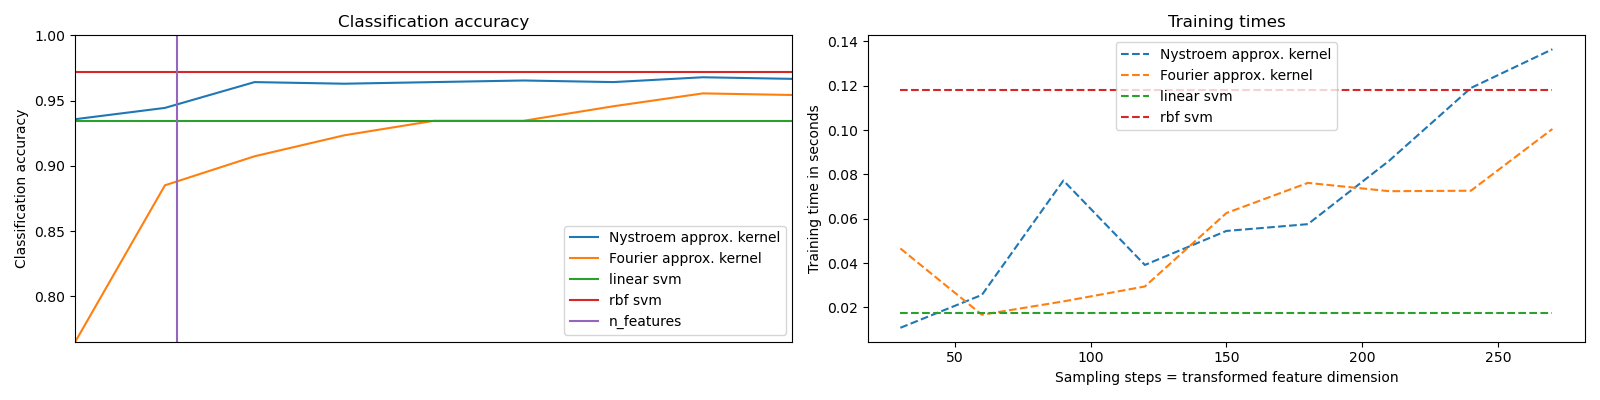 Classification accuracy
Classification accuracy
1.00
0.95
0.90
0.85
0.80
Nystroem approx. kernel
Fourier approx. kernel
linear svm
rbf svm
n_features
Training times
Training time in seconds
0.14
0.12
0.10
0.08
0.06
0.04
0.02
Nystroem approx. kernel
Fourier approx. kernel
linear svm
rbf svm
50 100 150 200 250
Sampling steps = transformed feature dimension